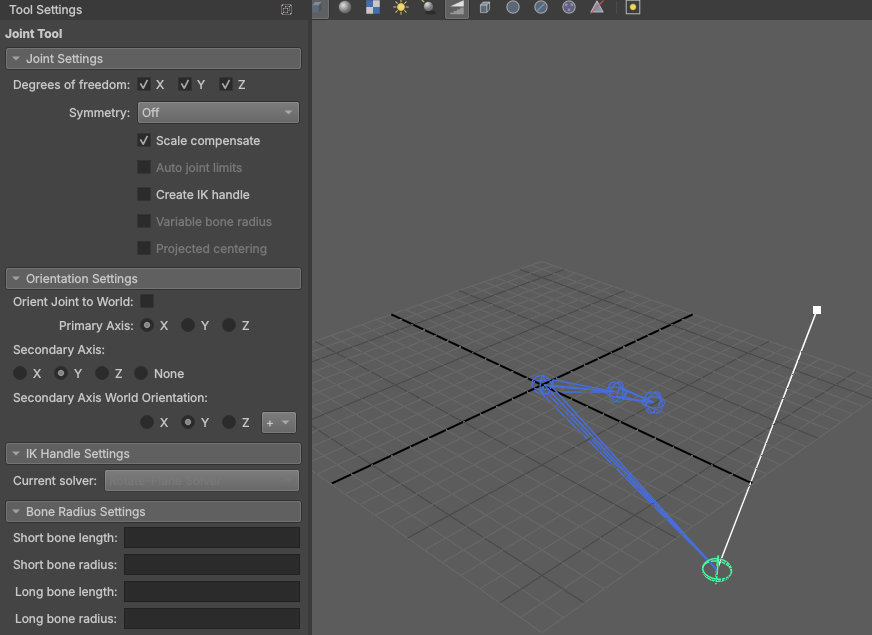 Tool Settings
Joint Tool
Joint Settings
Degrees of freedom: X Y Z
Symmetry: Off
Scale compensate
Auto joint limits
Create IK handle
Variable bone radius
Projected centering
Orientation Settings
Orient Joint to World:
Primary Axis: X Y Z
Secondary Axis:
X Y Z None
Secondary Axis World Orientation:
X Y Z +
IK Handle Settings
Current solver: Rotate-Plane Solver
Bone Radius Settings
Short bone length:
Short bone radius:
Long bone length:
Long bone radius: